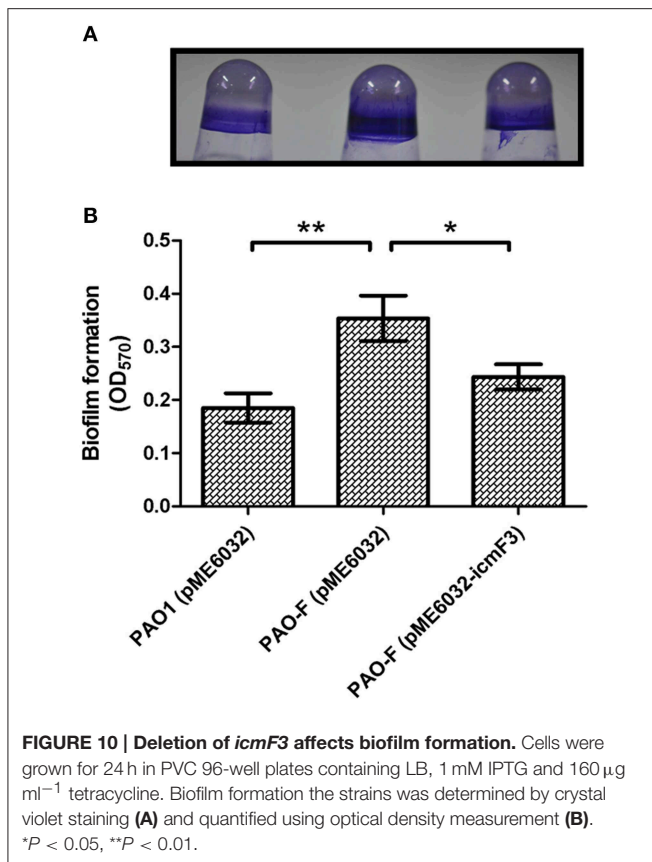 A
B
** *
0.5
0.4
0.3
0.2
0.1
0.0
Biofilm formation
(OD570)
PAO1 (pME6032)
PAO-F (pME6032)
PAO-F (pME6032-icmF3)
FIGURE 10 | Deletion of icmF3 affects biofilm formation. Cells were
grown for 24 h in PVC 96-well plates containing LB, 1 mM IPTG and 160 μg
ml−1 tetracycline. Biofilm formation the strains was determined by crystal
violet staining (A) and quantified using optical density measurement (B).
*P < 0.05, **P < 0.01.